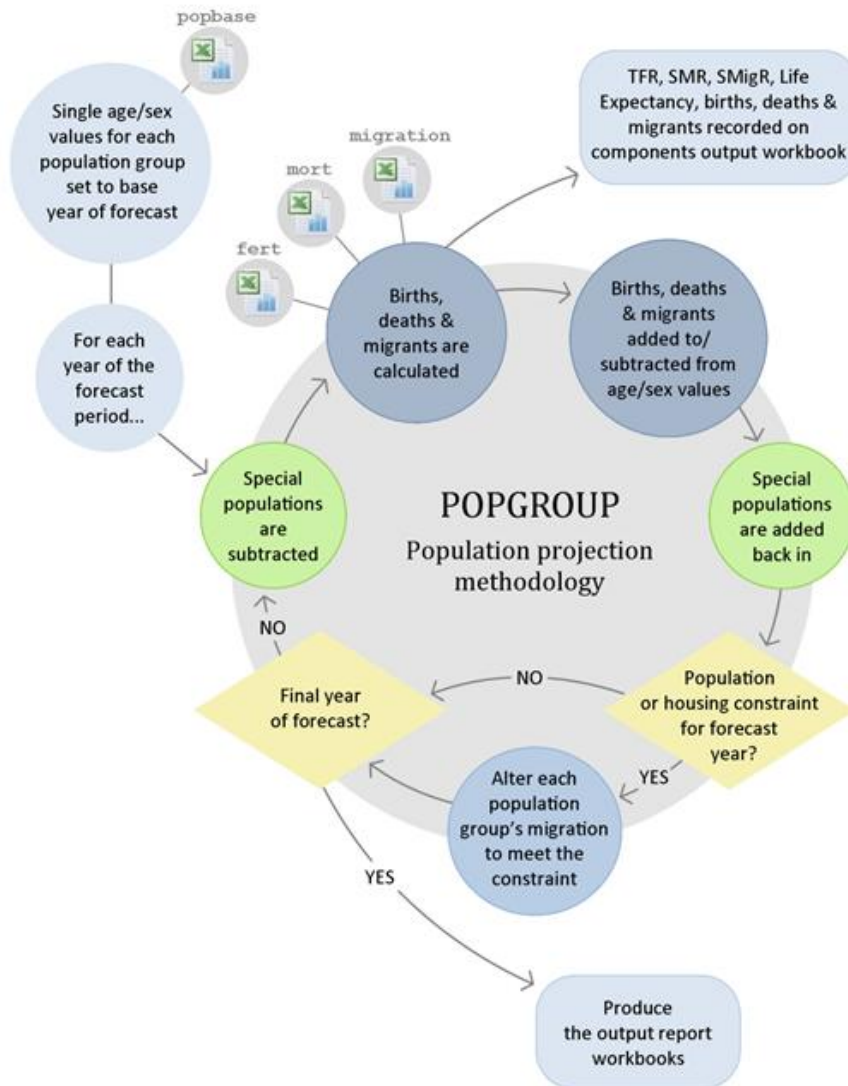 popbase
Single age/sex
values for each
population group
set to base
year of forecast
For each
year of the
forecast
period...
fert
mort
migration
Births,
deaths &
migrants are
calculated
TFR, SMR, SMigR, Life
Expectancy, births, deaths &
migrants recorded on
components output workbook
Births, deaths
& migrants
added to/
subtracted from
age/sex values
Special
populations
are
subtracted
POPGROUP
Population projection
methodology
Special
populations
are added
back in
NO
Final year
of forecast?
NO
Population
or housing constraint
for forecast
year?
YES
Alter each
population
group's migration
to meet the
constraint
YES
Produce
the output report
workbooks